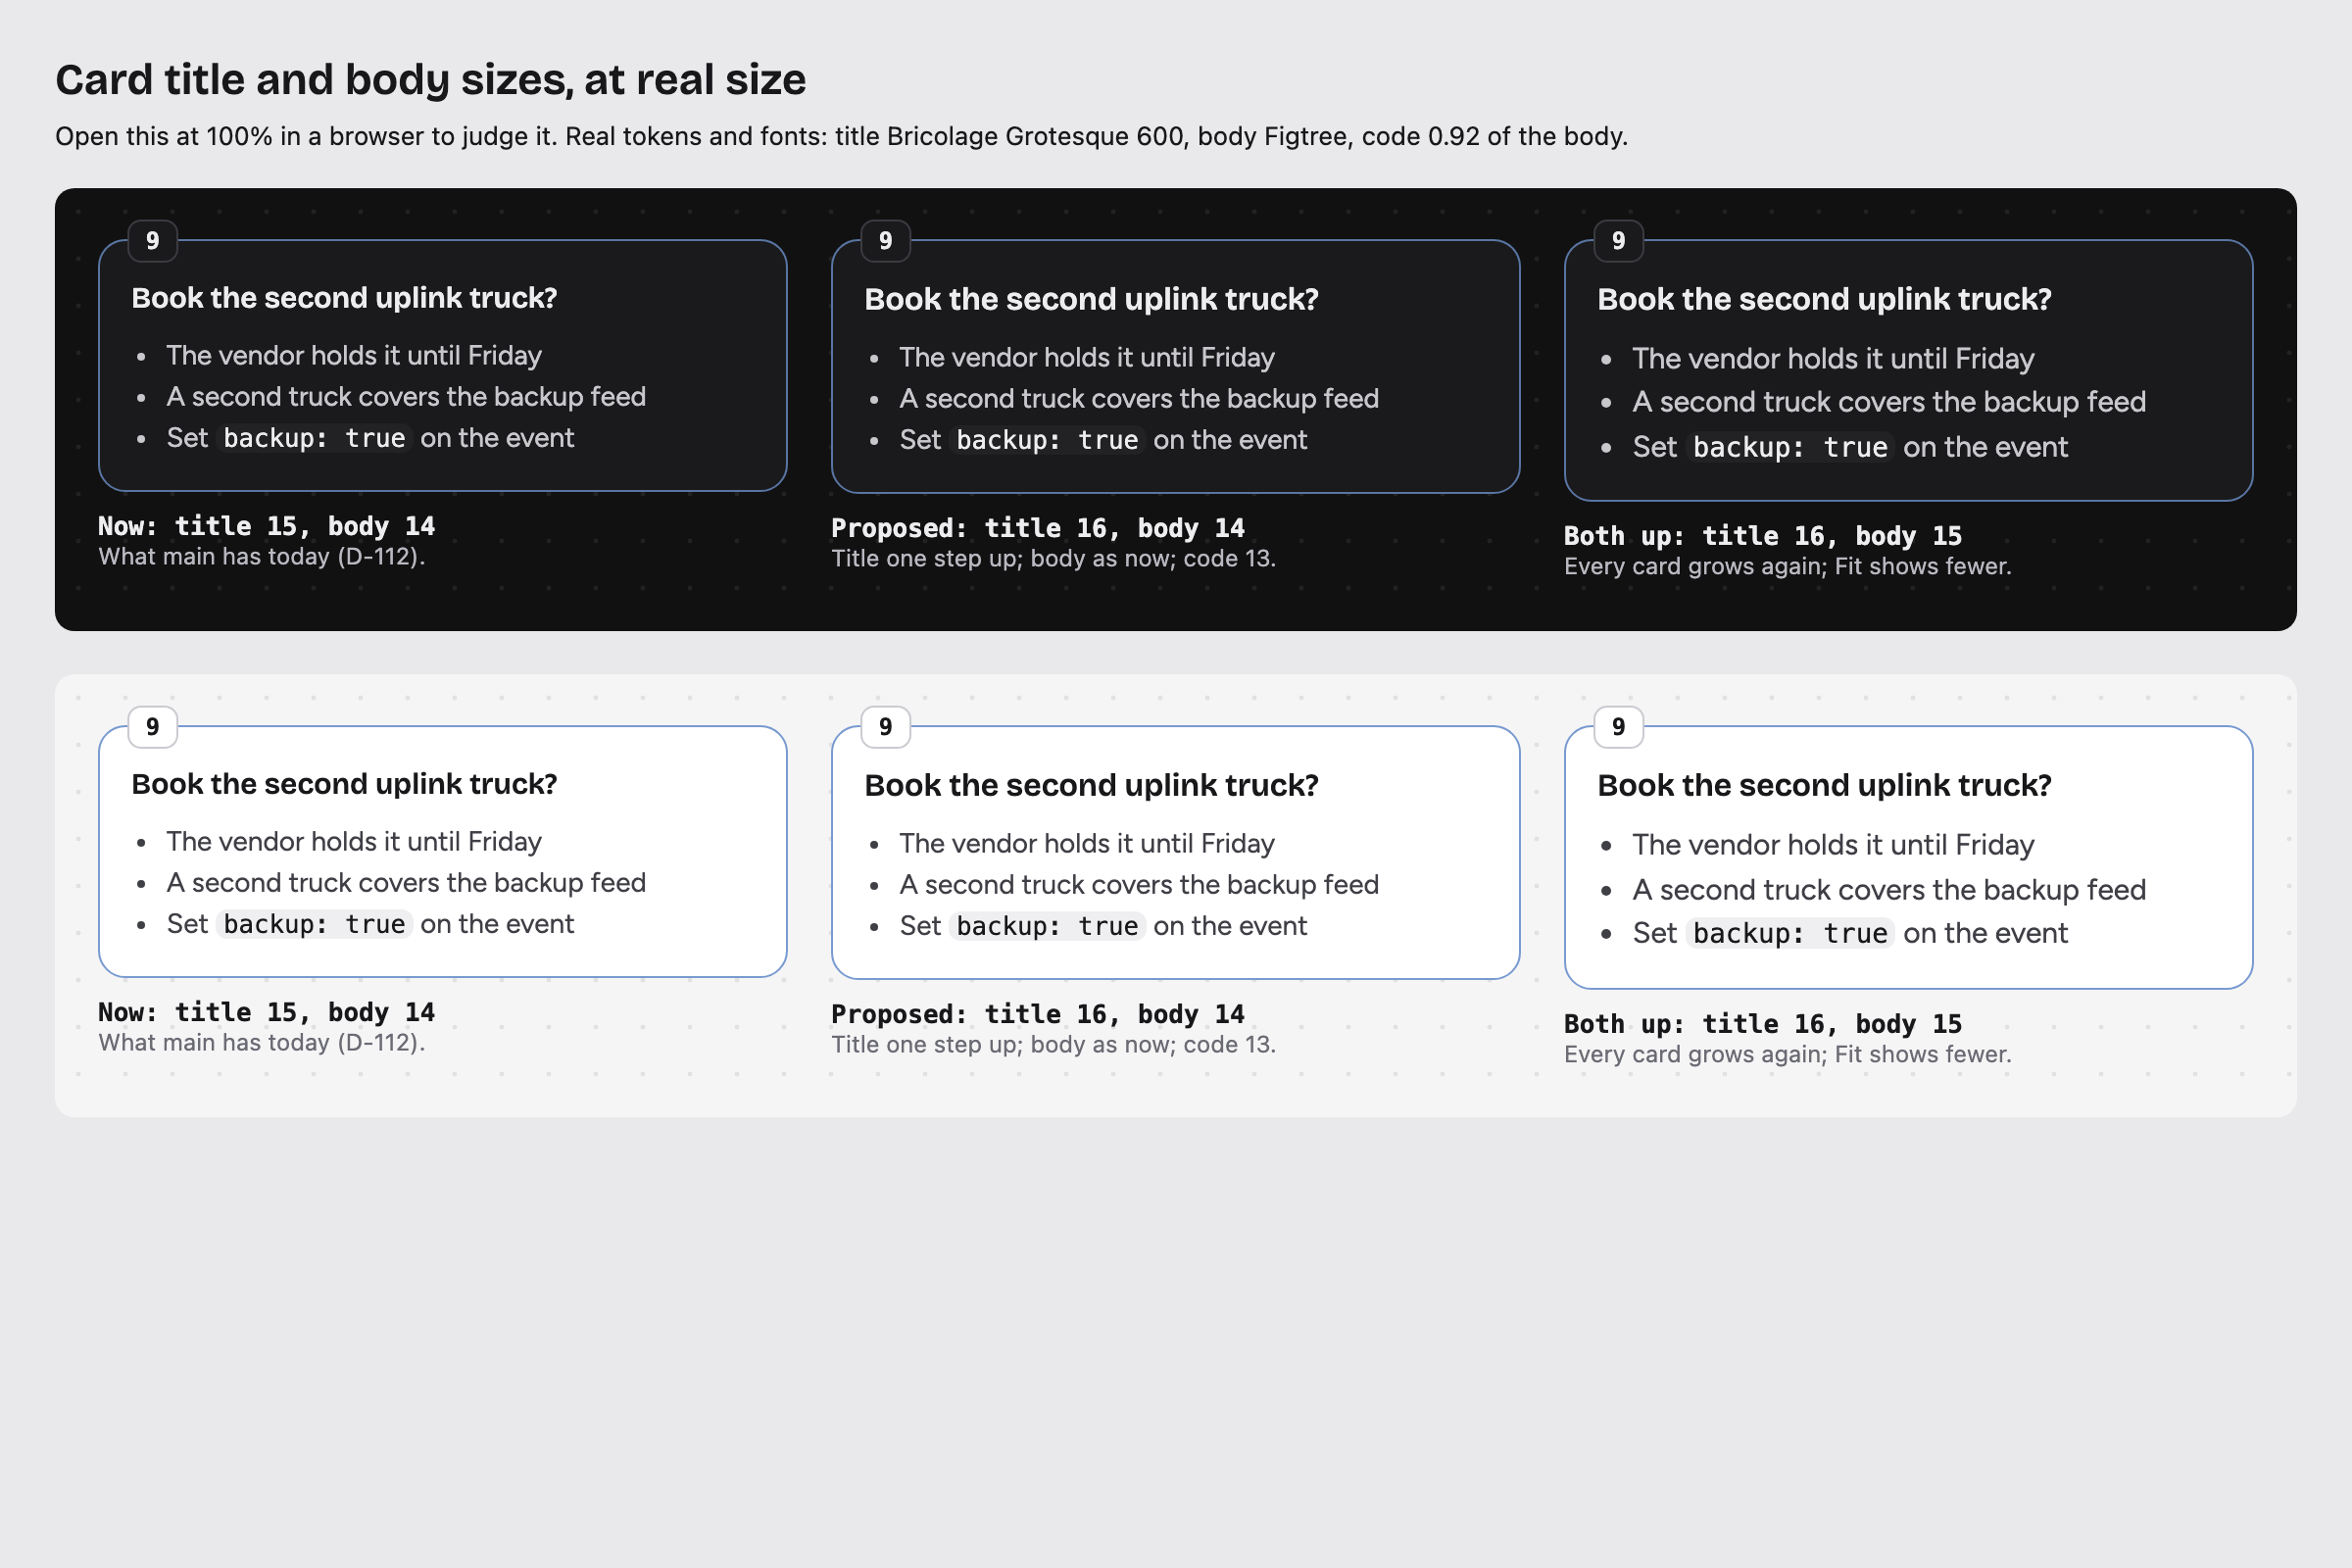 Card title and body sizes, at real size
Open this at 100% in a browser to judge it. Real tokens and fonts: title Bricolage Grotesque 600, body Figtree, code 0.92 of the body.
9
Book the second uplink truck?
• The vendor holds it until Friday
• A second truck covers the backup feed
• Set backup: true on the event
Now: title 15, body 14
What main has today (D-112).
9
Book the second uplink truck?
• The vendor holds it until Friday
• A second truck covers the backup feed
• Set backup: true on the event
Proposed: title 16, body 14
Title one step up; body as now; code 13.
9
Book the second uplink truck?
• The vendor holds it until Friday
• A second truck covers the backup feed
• Set backup: true on the event
Both up: title 16, body 15
Every card grows again; Fit shows fewer.
9
Book the second uplink truck?
• The vendor holds it until Friday
• A second truck covers the backup feed
• Set backup: true on the event
Now: title 15, body 14
What main has today (D-112).
9
Book the second uplink truck?
• The vendor holds it until Friday
• A second truck covers the backup feed
• Set backup: true on the event
Proposed: title 16, body 14
Title one step up; body as now; code 13.
9
Book the second uplink truck?
• The vendor holds it until Friday
• A second truck covers the backup feed
• Set backup: true on the event
Both up: title 16, body 15
Every card grows again; Fit shows fewer.